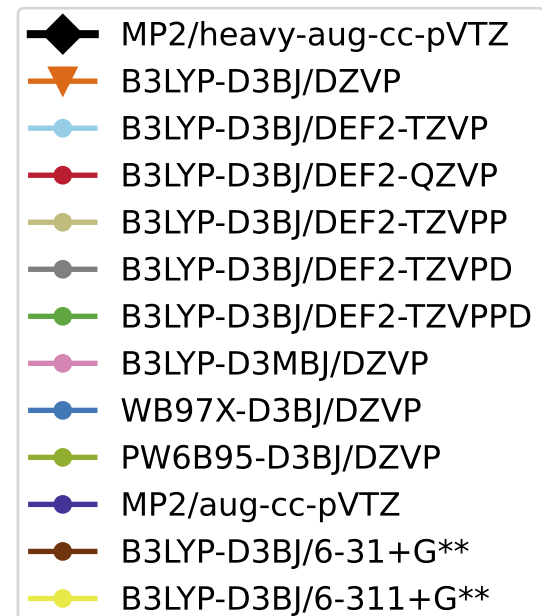 MP2/heavy-aug-cc-pVTZ
B3LYP-D3BJ/DZVP
B3LYP-D3BJ/DEF2-TZVP
B3LYP-D3BJ/DEF2-QZVP
B3LYP-D3BJ/DEF2-TZVPP
B3LYP-D3BJ/DEF2-TZVPD
B3LYP-D3BJ/DEF2-TZVPPD
B3LYP-D3MBJ/DZVP
WB97X-D3BJ/DZVP
PW6B95-D3BJ/DZVP
MP2/aug-cc-pVTZ
B3LYP-D3BJ/6-31+G**
B3LYP-D3BJ/6-311+G**